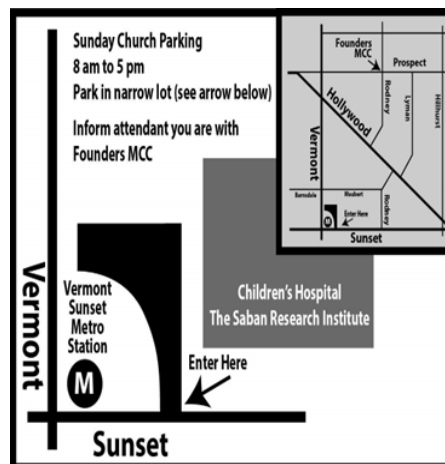 Sunday Church Parking
8 am to 5 pm
Park in narrow lot (see arrow below)
Inform attendant you are with
Founders MCC
Founders
MCC
Prospect
Rodney
Lyman
Hillhurst
Hollywood
Vermont
Barnsdale
Maubert
Rodney
M
Enter Here
Sunset
Children's Hospital
The Saban Research Institute
Vermont
Vermont
Sunset
Metro
Station
M
Enter Here
Sunset